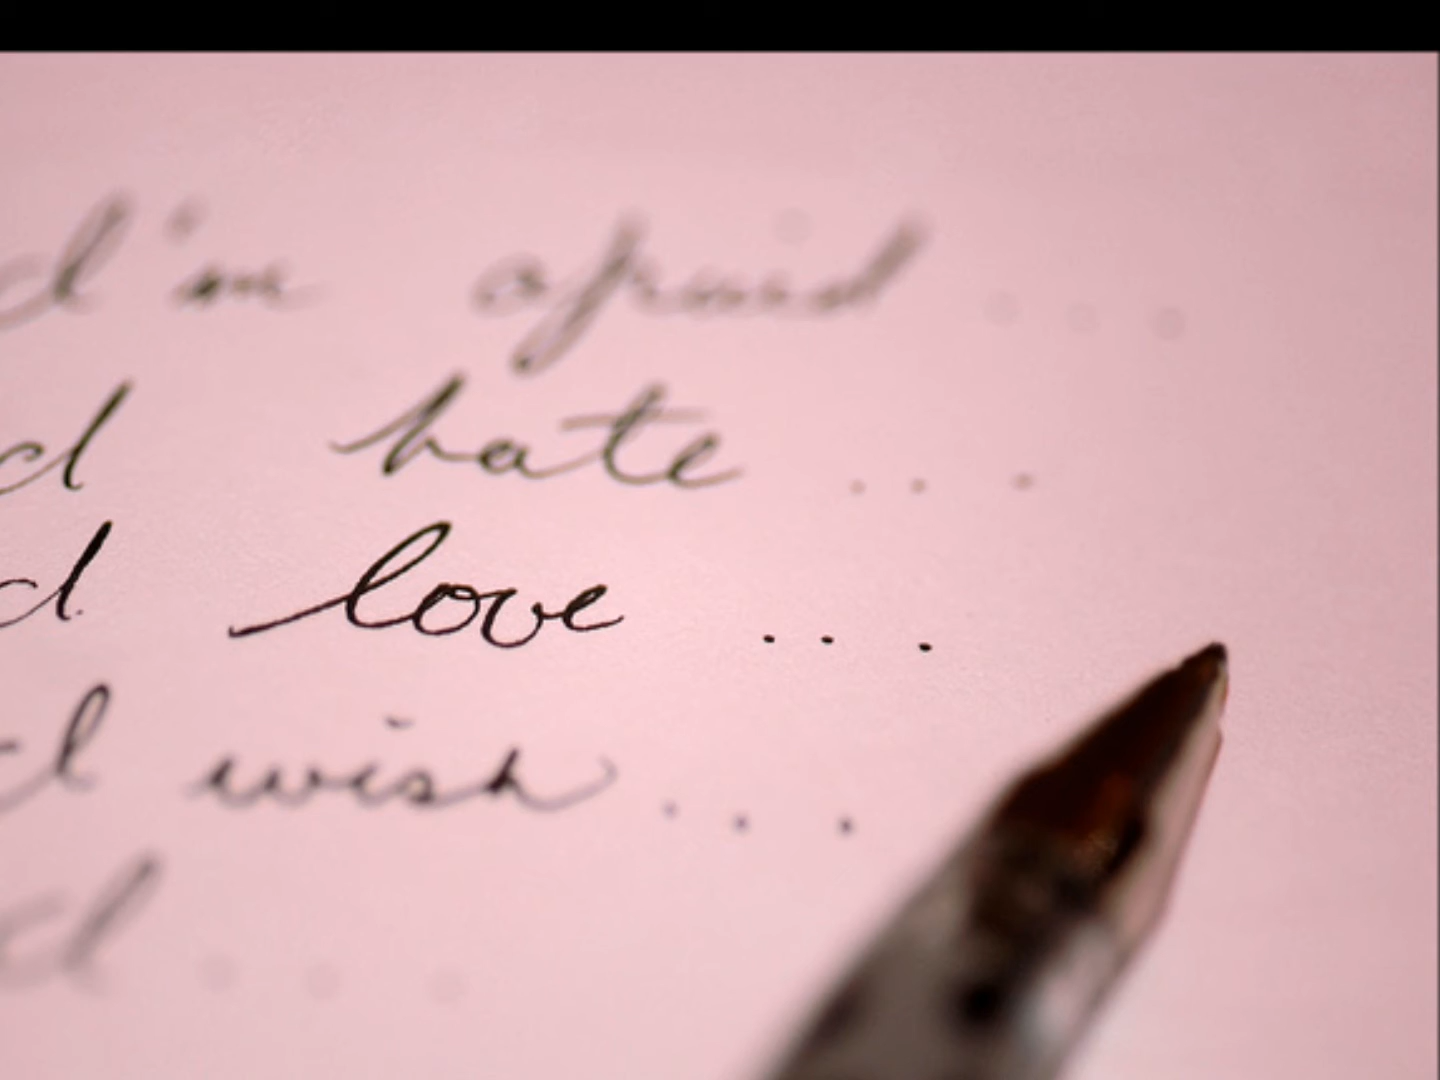 I'm afraid ...
I hate ...
I love ...
I wish ...
I ...